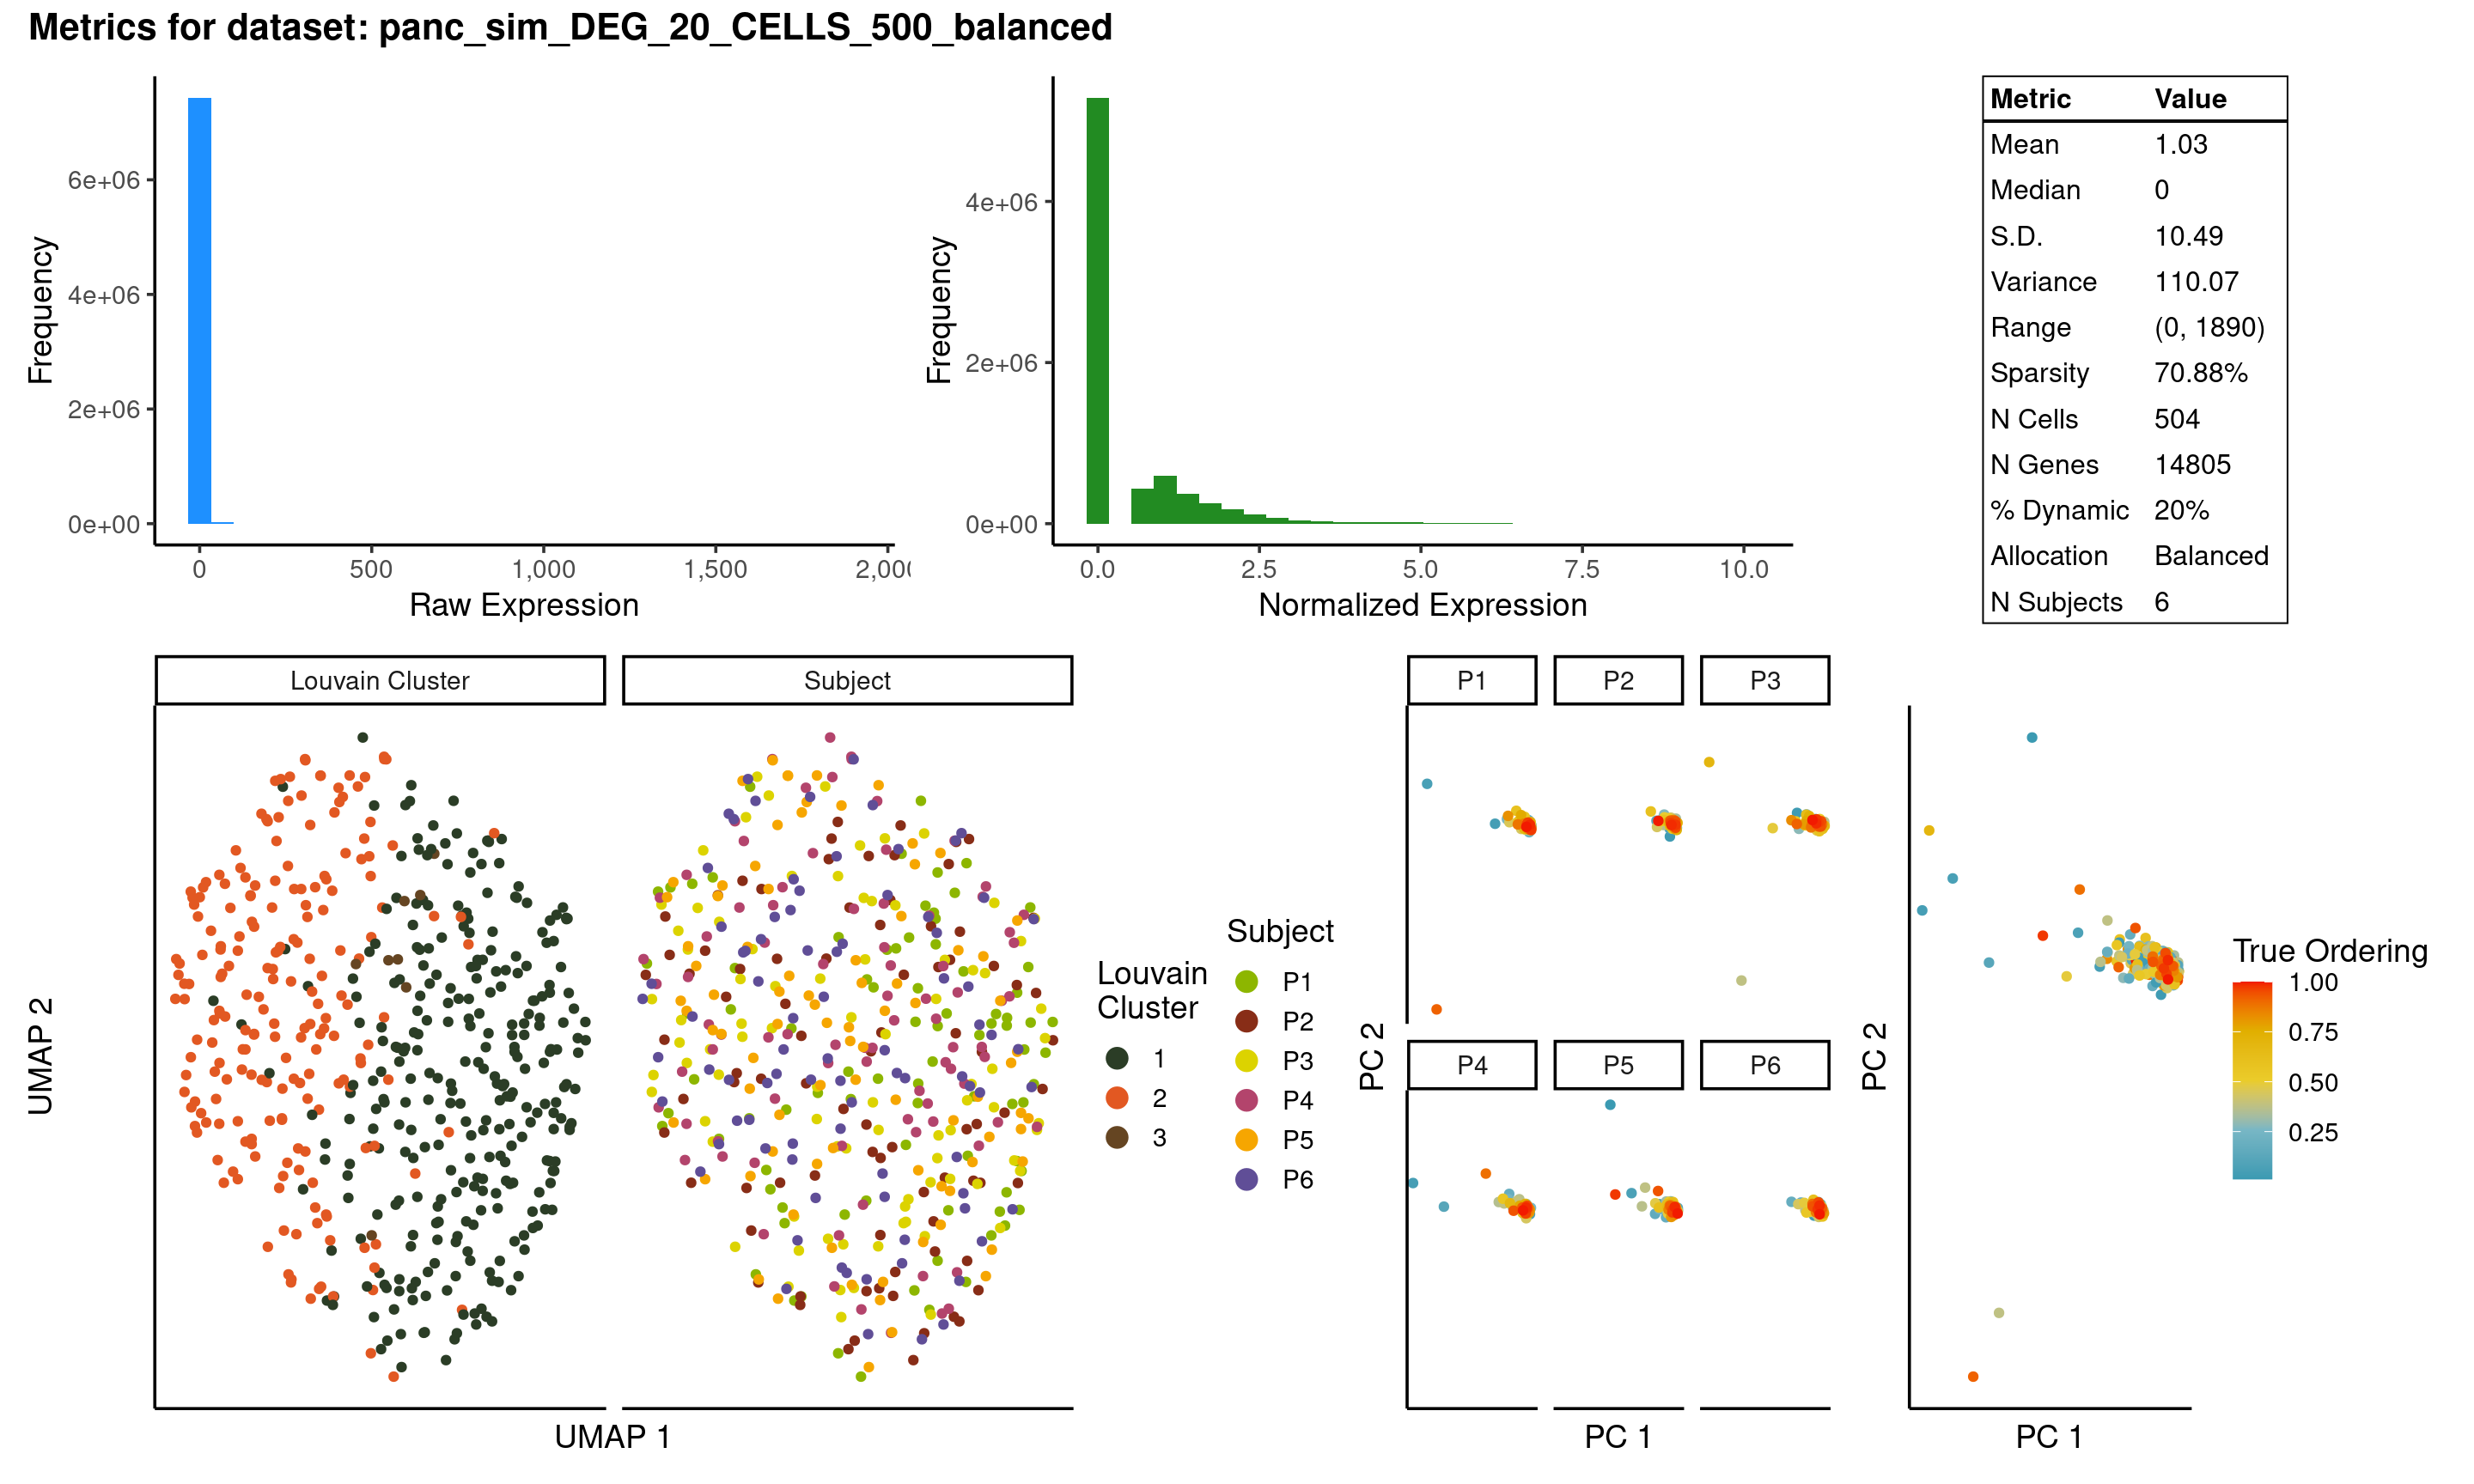 Metrics for dataset: panc_sim_DEG_20_CELLS_500_balanced
Frequency
6e+06
4e+06
2e+06
0e+00
0
500
1,000
1,500
Raw Expression
Frequency
4e+06
2e+06
0e+00
0.0
2.5
5.0
7.5
10.0
Normalized Expression
Metric Value
Mean 1.03
Median 0
S.D. 10.49
Variance 110.07
Range (0, 1890)
Sparsity 70.88%
N Cells 504
N Genes 14805
% Dynamic 20%
Allocation Balanced
N Subjects 6
Louvain Cluster
Subject
UMAP 2
UMAP 1
Louvain
Cluster
1
2
3
Subject
P1
P2
P3
P4
P5
P6
P1
P2
P3
P4
P5
P6
PC 2
PC 1
PC 2
PC 1
True Ordering
1.00
0.75
0.50
0.25